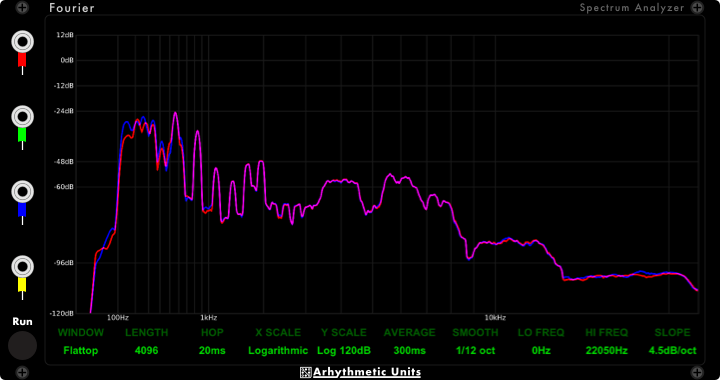 Fourier Spectrum Analyzer
12dB
0dB
-12dB
-24dB
-48dB
-60dB
-96dB
-120dB
100Hz 1kHz 10kHz
Run
WINDOW LENGTH HOP X SCALE Y SCALE AVERAGE SMOOTH LO FREQ HI FREQ SLOPE
Flattop 4096 20ms Logarithmic Log 120dB 300ms 1/12 oct 0Hz 22050Hz 4.5dB/oct
Arhythmetic Units